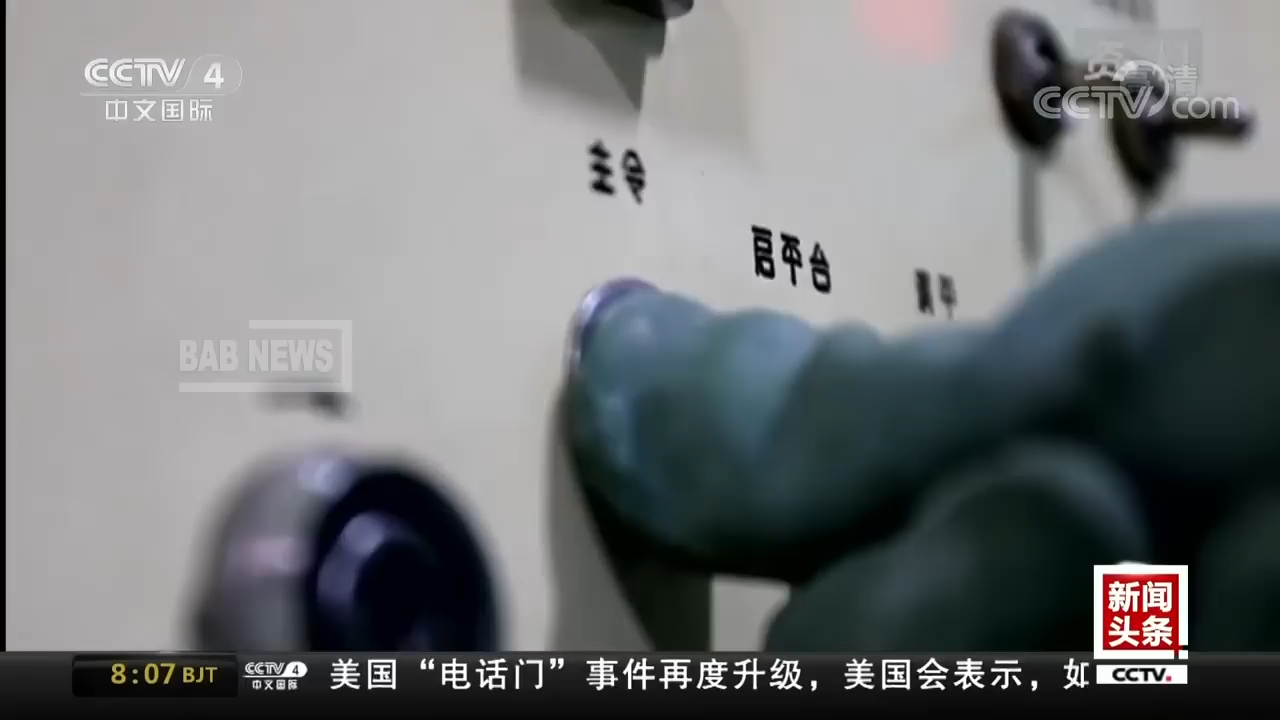 CCTV 4
中文国际
高清
CCTV.com
主令
启平台
BAB NEWS
新闻
头条
CCTV.
8:07 BJT
CCTV 4
中文国际
美国“电话门”事件再度升级，美国会表示，如